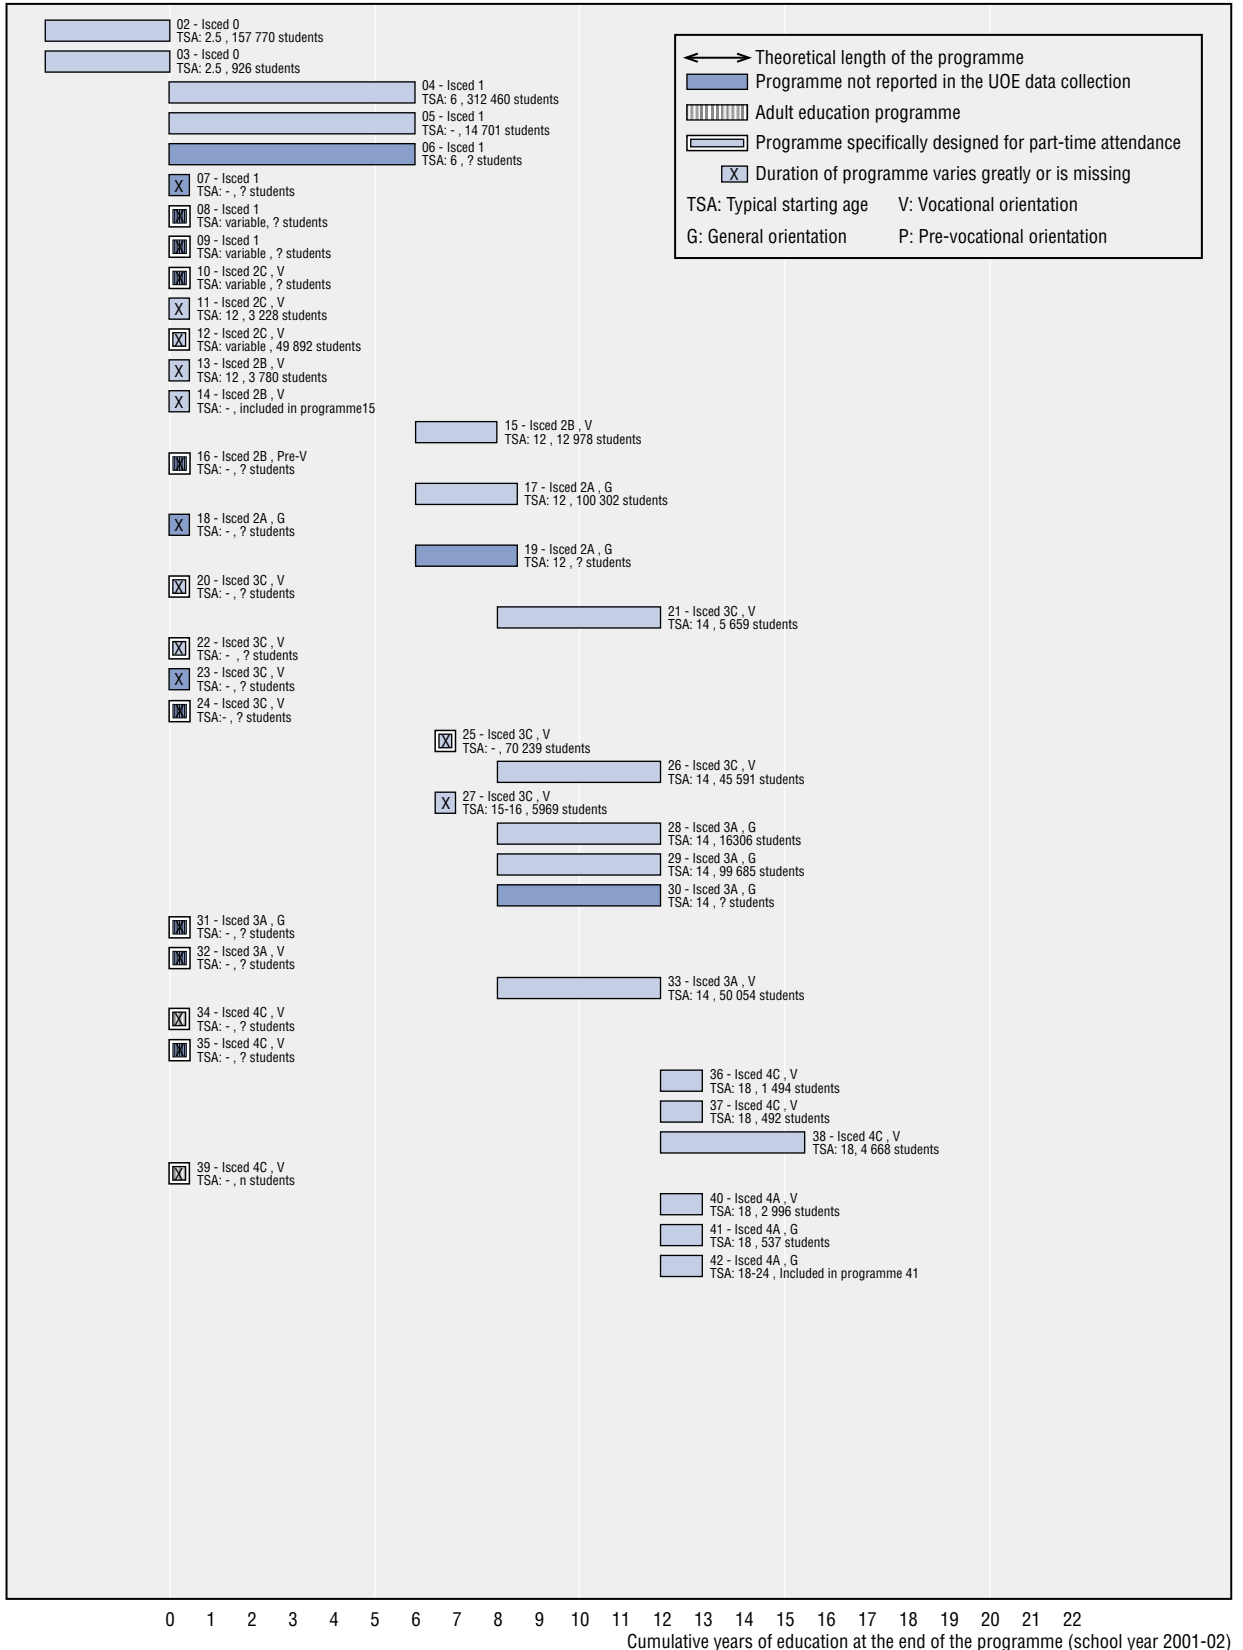 02 - Isced 0
TSA: 2.5 , 157 770 students
03 - Isced 0
TSA: 2.5 , 926 students
04 - Isced 1
TSA: 6 , 312 460 students
05 - Isced 1
TSA: - , 14 701 students
06 - Isced 1
TSA: 6 , ? students
Theoretical length of the programme
Programme not reported in the UOE data collection
Adult education programme
Programme specifically designed for part-time attendance
X Duration of programme varies greatly or is missing
TSA: Typical starting age V: Vocational orientation
G: General orientation P: Pre-vocational orientation
X 07 - Isced 1
TSA: - , ? students
X 08 - Isced 1
TSA: variable, ? students
X 09 - Isced 1
TSA: variable , ? students
X 10 - Isced 2C , V
TSA: variable , ? students
X 11 - Isced 2C , V
TSA: 12 , 3 228 students
X 12 - Isced 2C , V
TSA: variable , 49 892 students
X 13 - Isced 2B , V
TSA: 12 , 3 780 students
X 14 - Isced 2B , V
TSA: - , included in programme15
15 - Isced 2B , V
TSA: 12 , 12 978 students
X 16 - Isced 2B , Pre-V
TSA: - , ? students
17 - Isced 2A , G
TSA: 12 , 100 302 students
X 18 - Isced 2A , G
TSA: - , ? students
19 - Isced 2A , G
TSA: 12 , ? students
X 20 - Isced 3C , V
TSA: - , ? students
21 - Isced 3C , V
TSA: 14 , 5 659 students
X 22 - Isced 3C , V
TSA: - , ? students
X 23 - Isced 3C , V
TSA: - , ? students
X 24 - Isced 3C , V
TSA:- , ? students
X 25 - Isced 3C , V
TSA: - , 70 239 students
26 - Isced 3C , V
TSA: 14 , 45 591 students
X 27 - Isced 3C , V
TSA: 15-16 , 5969 students
28 - Isced 3A , G
TSA: 14 , 16306 students
29 - Isced 3A , G
TSA: 14 , 99 685 students
30 - Isced 3A , G
TSA: 14 , ? students
X 31 - Isced 3A , G
TSA: - , ? students
X 32 - Isced 3A , V
TSA: - , ? students
33 - Isced 3A , V
TSA: 14 , 50 054 students
X 34 - Isced 4C , V
TSA: - , ? students
X 35 - Isced 4C , V
TSA: - , ? students
36 - Isced 4C , V
TSA: 18 , 1 494 students
37 - Isced 4C , V
TSA: 18 , 492 students
38 - Isced 4C , V
TSA: 18, 4 668 students
X 39 - Isced 4C , V
TSA: - , n students
40 - Isced 4A , V
TSA: 18 , 2 996 students
41 - Isced 4A , G
TSA: 18 , 537 students
42 - Isced 4A , G
TSA: 18-24 , Included in programme 41
0 1 2 3 4 5 6 7 8 9 10 11 12 13 14 15 16 17 18 19 20 21 22
Cumulative years of education at the end of the programme (school year 2001-02)